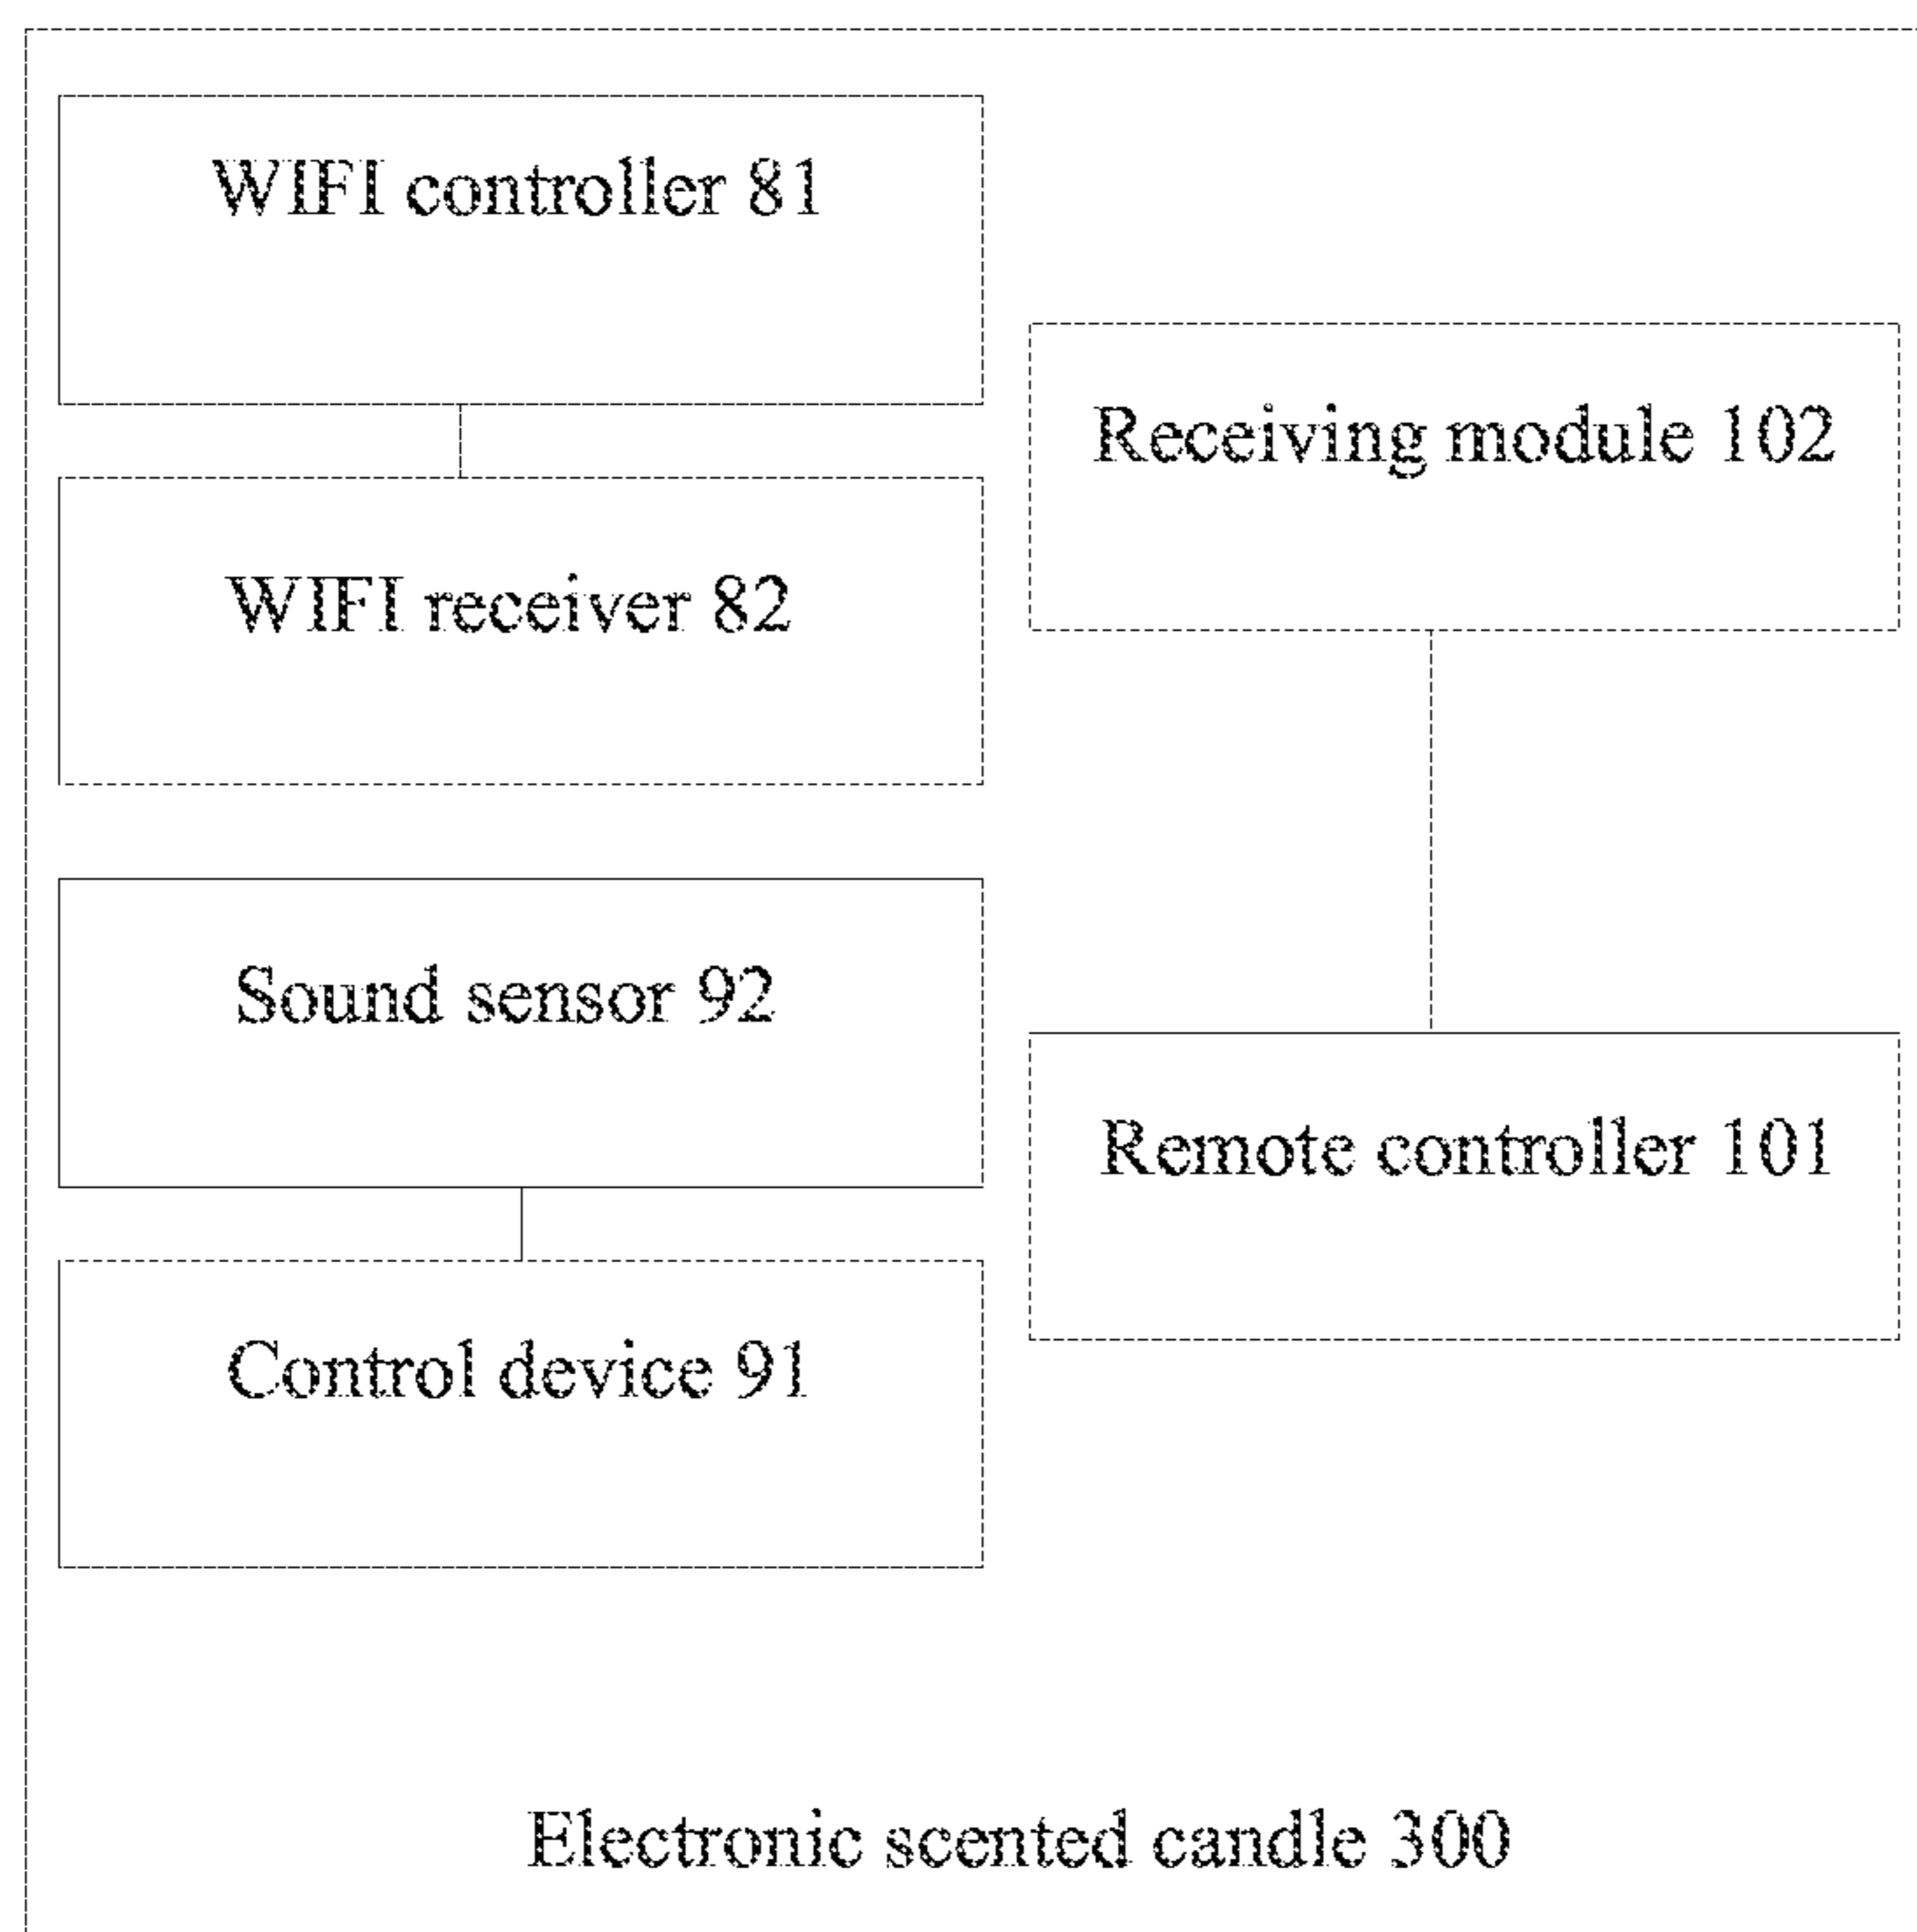 WIFI controller 81
WIFI receiver 82
Sound sensor 92
Control device 91
Receiving module 102
Remote controller 101
Electronic scented candle 300